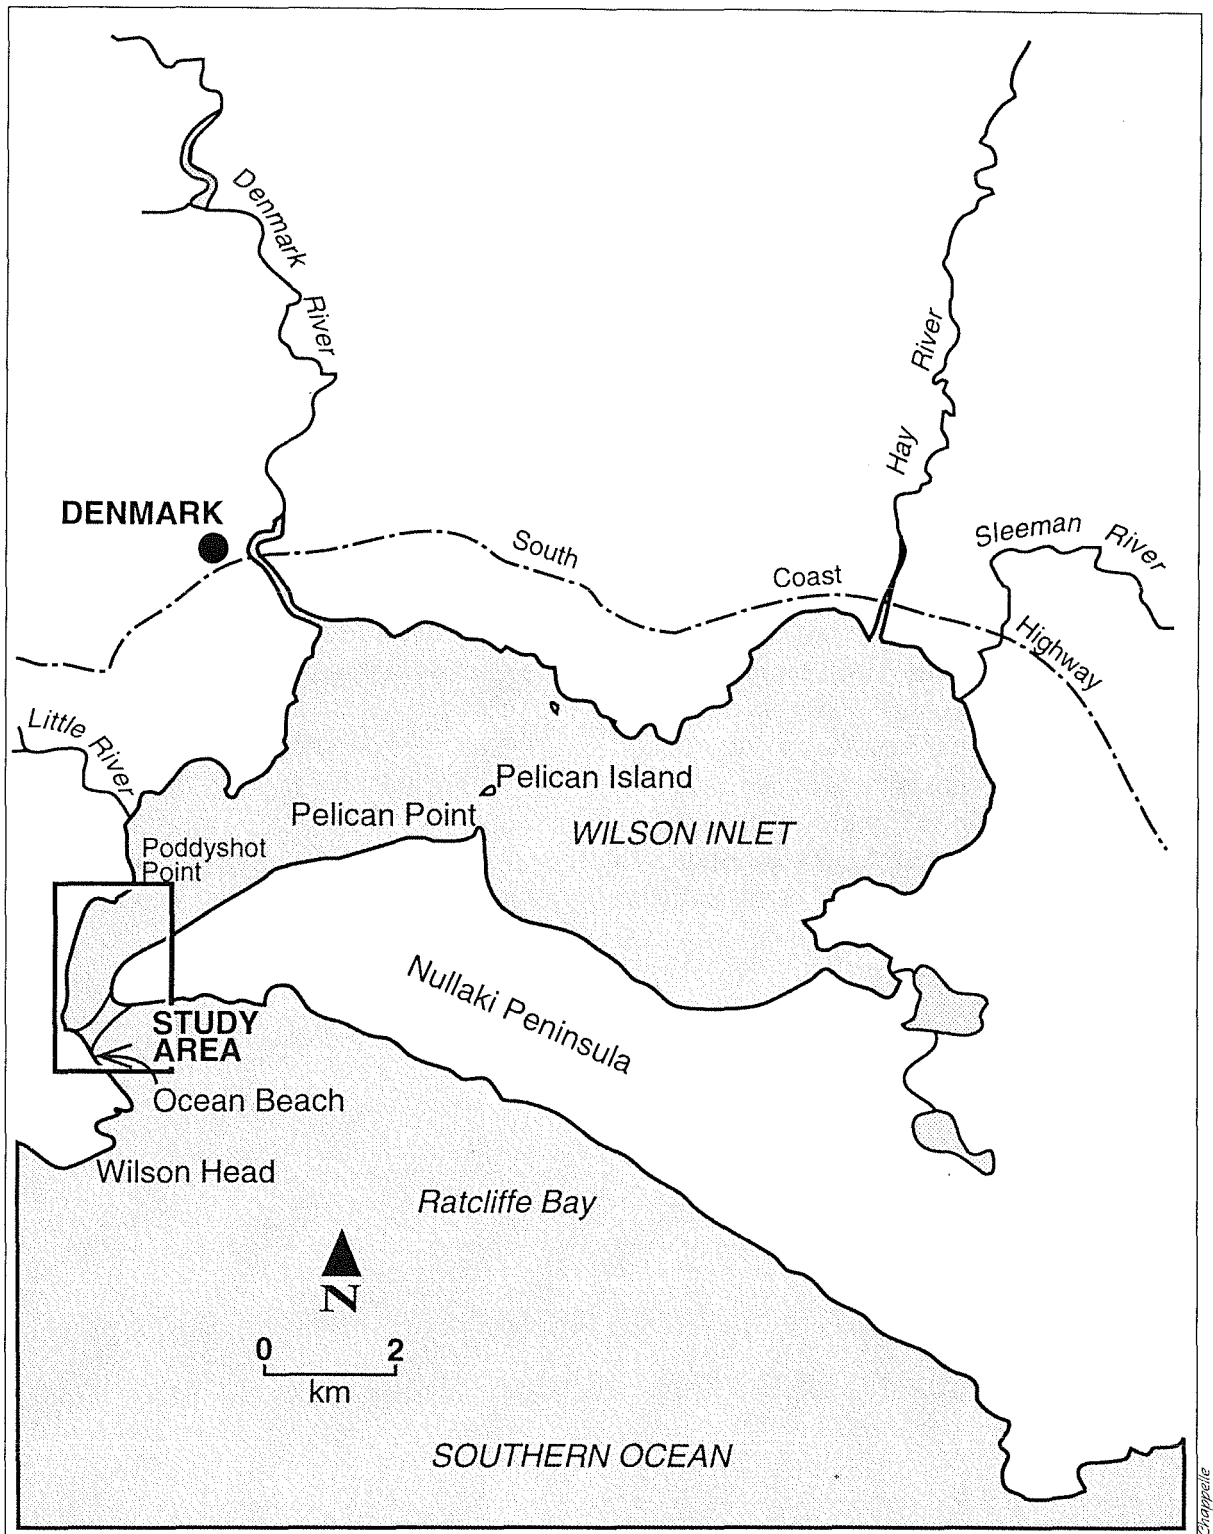 Denmark River
Hay River
DENMARK
South Coast Highway
Sleeman River
Little River
Pelican Island
Pelican Point
WILSON INLET
Poddyshot
Point
Nullaki Peninsula
STUDY
AREA
Ocean Beach
Wilson Head
Ratcliffe Bay
N
0 2
km
SOUTHERN OCEAN
Chappelle